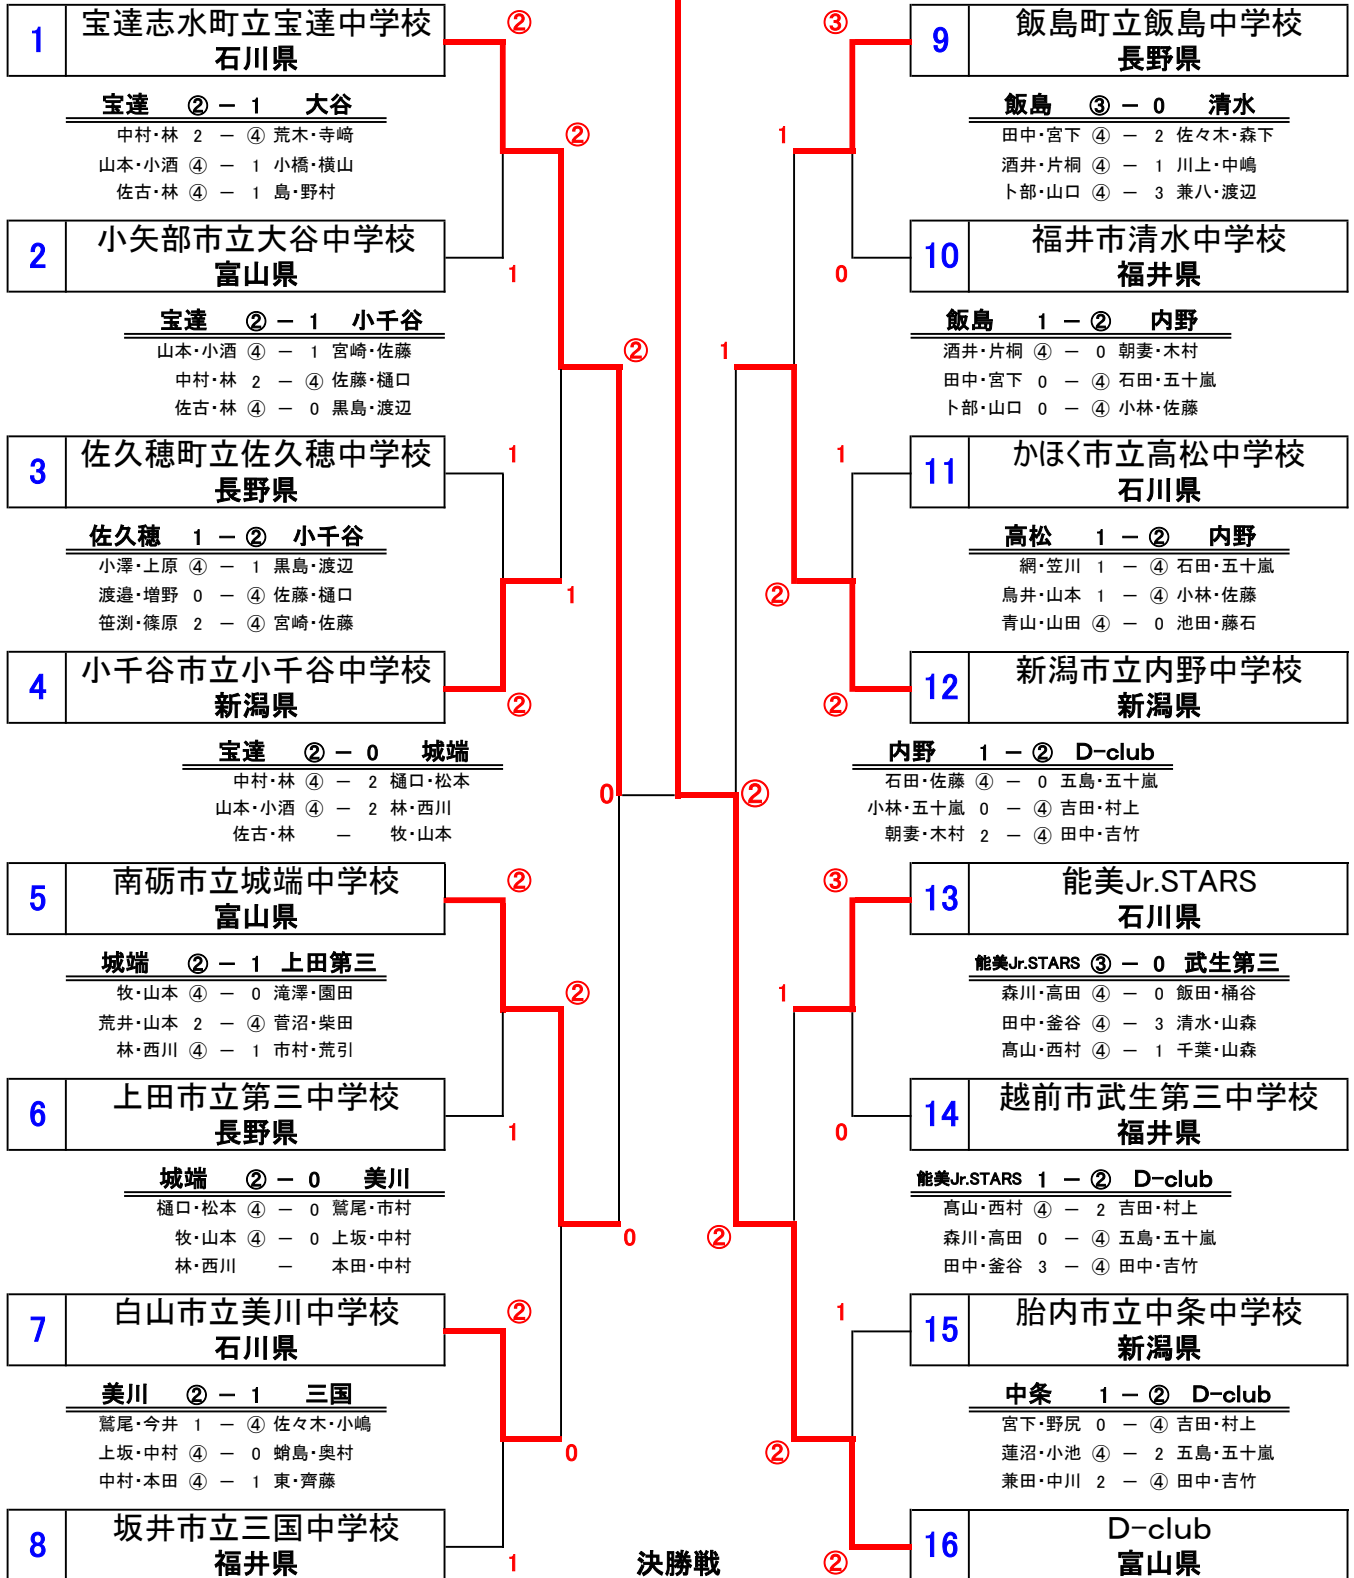 1
宝達志水町立宝達中学校
石川県
②
宝達 ② － 1 大谷
中村・林 2 － ④ 荒木・寺﨑
山本・小酒 ④ － 1 小橋・横山
佐古・林 ④ － 1 島・野村
②
2
小矢部市立大谷中学校
富山県
1
宝達 ② － 1 小千谷
山本・小酒 ④ － 1 宮崎・佐藤
中村・林 2 － ④ 佐藤・樋口
佐古・林 ④ － 0 黒島・渡辺
②
3
佐久穂町立佐久穂中学校
長野県
1
佐久穂 1 － ② 小千谷
小澤・上原 ④ － 1 黒島・渡辺
渡邉・増野 0 － ④ 佐藤・樋口
笹渕・篠原 2 － ④ 宮崎・佐藤
1
4
小千谷市立小千谷中学校
新潟県
②
宝達 ② － 0 城端
中村・林 ④ － 2 樋口・松本
山本・小酒 ④ － 2 林・西川
佐古・林 － 牧・山本
0
5
南砺市立城端中学校
富山県
②
城端 ② － 1 上田第三
牧・山本 ④ － 0 滝澤・園田
荒井・山本 2 － ④ 菅沼・柴田
林・西川 ④ － 1 市村・荒引
②
6
上田市立第三中学校
長野県
1
城端 ② － 0 美川
樋口・松本 ④ － 0 鷲尾・市村
牧・山本 ④ － 0 上坂・中村
林・西川 － 本田・中村
0
7
白山市立美川中学校
石川県
②
美川 ② － 1 三国
鷲尾・今井 1 － ④ 佐々木・小嶋
上坂・中村 ④ － 0 蛸島・奥村
中村・本田 ④ － 1 東・齊藤
0
8
坂井市立三国中学校
福井県
1
決勝戦
③
9
飯島町立飯島中学校
長野県
飯島 ③ － 0 清水
田中・宮下 ④ － 2 佐々木・森下
酒井・片桐 ④ － 1 川上・中嶋
卜部・山口 ④ － 3 兼八・渡辺
1
10
福井市清水中学校
福井県
0
飯島 1 － ② 内野
酒井・片桐 ④ － 0 朝妻・木村
田中・宮下 0 － ④ 石田・五十嵐
卜部・山口 0 － ④ 小林・佐藤
1
1
11
かほく市立高松中学校
石川県
高松 1 － ② 内野
網・笠川 1 － ④ 石田・五十嵐
鳥井・山本 1 － ④ 小林・佐藤
青山・山田 ④ － 0 池田・藤石
②
12
新潟市立内野中学校
新潟県
②
内野 1 － ② D-club
石田・佐藤 ④ － 0 五島・五十嵐
小林・五十嵐 0 － ④ 吉田・村上
朝妻・木村 2 － ④ 田中・吉竹
②
③
13
能美Jr.STARS
石川県
能美Jr.STARS ③ － 0 武生第三
森川・高田 ④ － 0 飯田・桶谷
田中・釜谷 ④ － 3 清水・山森
髙山・西村 ④ － 1 千葉・山森
1
14
越前市武生第三中学校
福井県
0
能美Jr.STARS 1 － ② D-club
髙山・西村 ④ － 2 吉田・村上
森川・高田 0 － ④ 五島・五十嵐
田中・釜谷 3 － ④ 田中・吉竹
②
1
15
胎内市立中条中学校
新潟県
中条 1 － ② D-club
宮下・野尻 0 － ④ 吉田・村上
蓮沼・小池 ④ － 2 五島・五十嵐
兼田・中川 2 － ④ 田中・吉竹
②
16
D-club
富山県
②